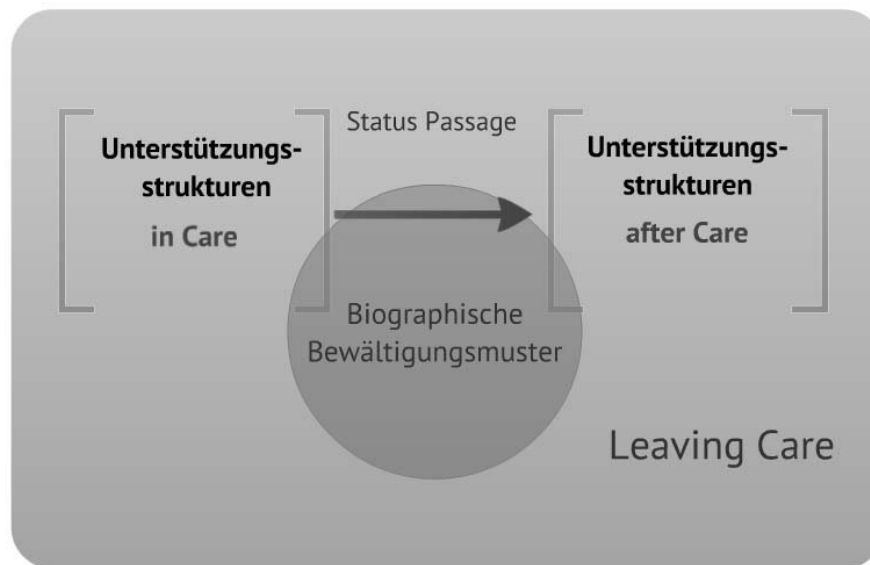 Unterstützungs-
strukturen
in Care
Status Passage
Unterstützungs-
strukturen
after Care
Biographische
Bewältigungsmuster
Leaving Care